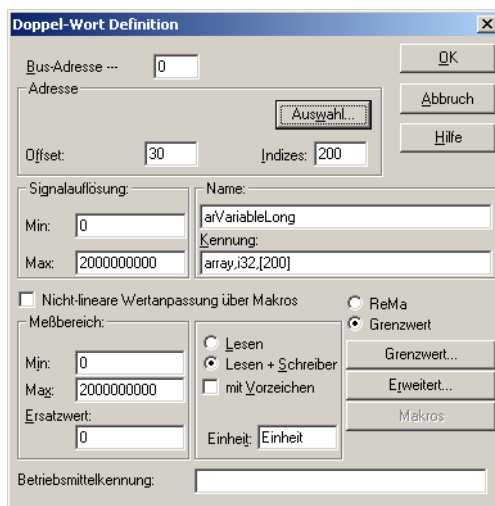 Doppel-Wort Definition
Bus-Adresse --- 0
OK
Adresse
Abbruch
Auswahl...
Hilfe
Offset: 30 Indizes: 200
Signalauflösung:
Min: 0
Max: 2000000000
Name:
arVariableLong
Kennung:
array,i32,[200]
Nicht-lineare Wertanpassung über Makros
ReMa
Grenzwert
Meßbereich:
Min: 0
Max: 2000000000
Ersatzwert:
0
Lesen
Lesen + Schreiber
mit Vorzeichen
Einheit: Einheit
Grenzwert...
Erweitert...
Makros
Betriebsmittelkennung: